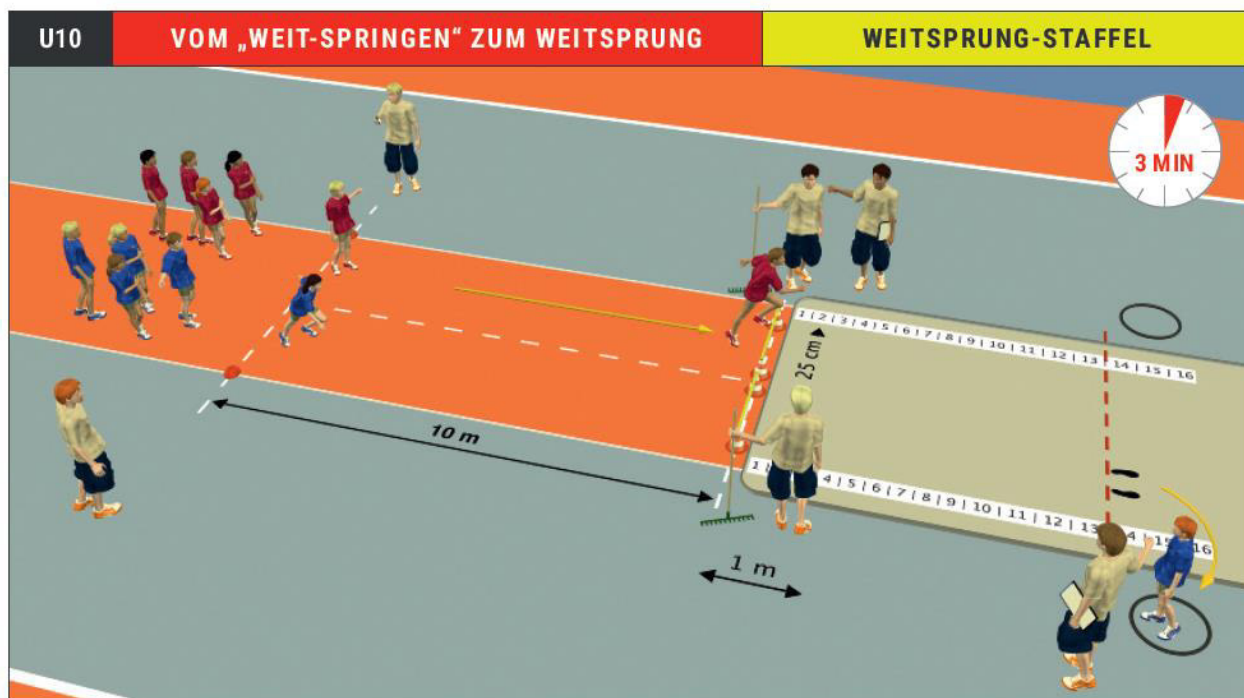 U10
VOM „WEIT-SPRINGEN“ ZUM WEITSPRUNG
WEITSPRUNG-STAFFEL
3 MIN
1 | 2 | 3 | 4 | 5 | 6 | 7 | 8 | 9 | 10 | 11 | 12 | 13 | 14 | 15 | 16
25 cm
10 m
1
4 | 5 | 6 | 7 | 8 | 9 | 10 | 11 | 12 | 13
4 | 15
16
1 m